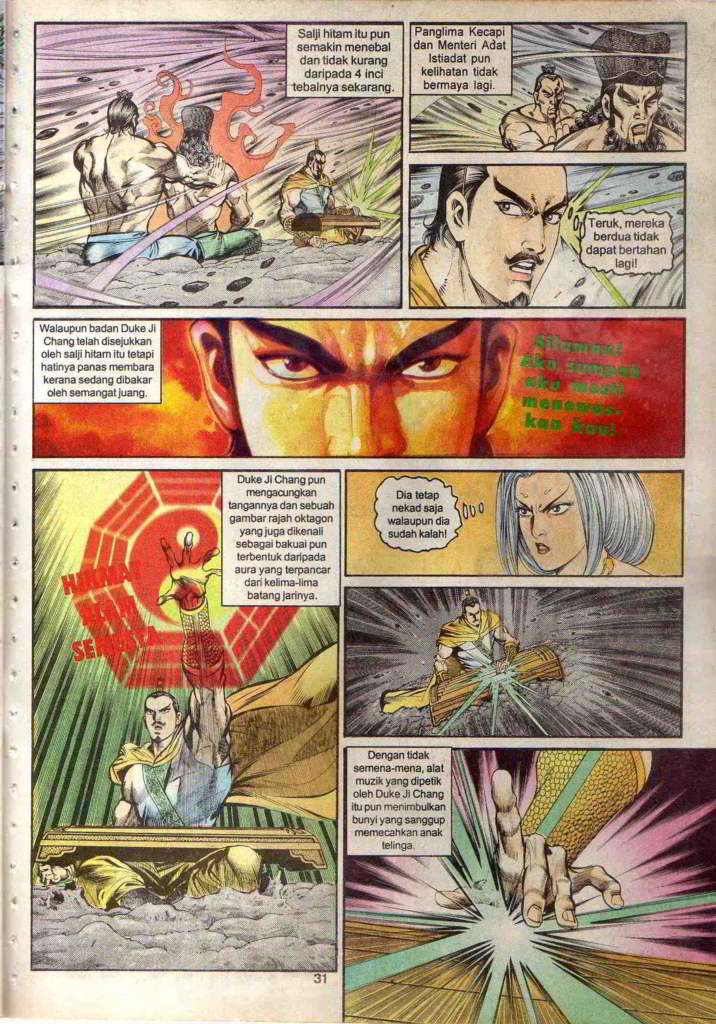 Salji hitam itu pun
semakin menebal
dan tidak kurang
daripada 4 inci
tebalnya sekarang.
Panglima Kecapi
dan Menteri Adat
Istiadat pun
kelihatan tidak
bermaya lagi.
Teruk, mereka
berdua tidak
dapat bertahan
lagi!
Walaupun badan Duke Ji
Chang telah disejukkan
oleh salji hitam itu tetapi
hatinya panas membara
kerana sedang dibakar
oleh semangat juang.
Siluman!
Aku sumpah
aku mesti
menewas-
kan kau!
Duke Ji Chang pun
mengacungkan
tangannya dan sebuah
gambar rajah oktagon
yang juga dikenali
sebagai bakuai pun
terbentuk daripada
aura yang terpancar
dari kelima-lima
batang jarinya.
ALAM
SEMESTA
Dia tetap
nekad saja
walaupun dia
sudah kalah!
Dengan tidak
semena-mena, alat
muzik yang dipetik
oleh Duke Ji Chang
itu pun menimbulkan
bunyi yang sanggup
memecahkan anak
telinga.
31